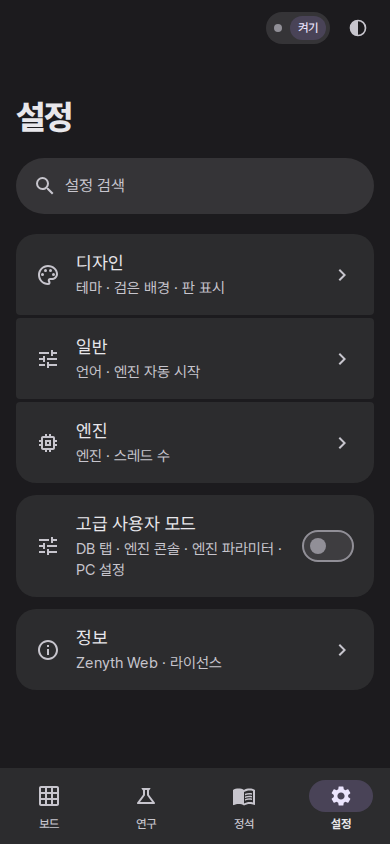 켜기
설정
설정 검색
디자인
테마 · 검은 배경 · 판 표시
일반
언어 · 엔진 자동 시작
엔진
엔진 · 스레드 수
고급 사용자 모드
DB 탭 · 엔진 콘솔 · 엔진 파라미터 ·
PC 설정
정보
Zenyth Web · 라이선스
보드
연구
정석
설정